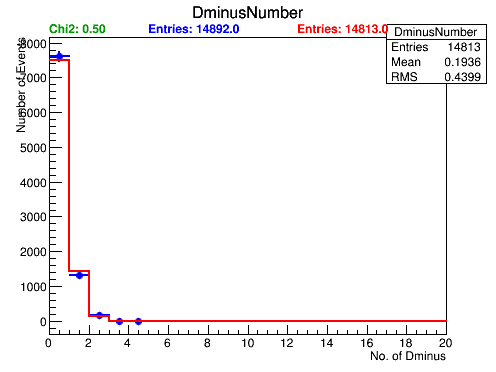 DminusNumber
Chi2: 0.50 Entries: 14892.0 Entries: 14813.0
DminusNumber
Entries 14813
Mean 0.1936
RMS 0.4399
Number of Events
8000
7000
6000
5000
4000
3000
2000
1000
0
0 2 4 6 8 10 12 14 16 18 20
No. of Dminus